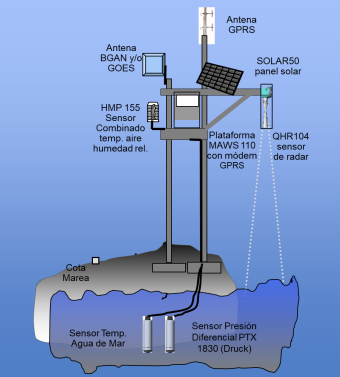 Antena
GPRS
Antena
BGAN y/o
GOES
SOLAR50
panel solar
HMP 155
Sensor
Combinado
temp. aire
humedad rel.
Plataforma
MAWS 110
con módem
GPRS
QHR104
sensor
de radar
Cota
Marea
Sensor Temp.
Agua de Mar
Sensor Presión
Diferencial PTX
1830 (Druck)